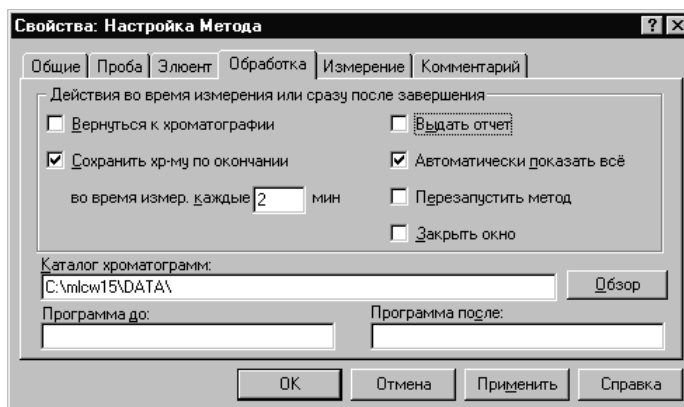 Свойства: Настройка Метода
Общие Проба Элюент Обработка Измерение Комментарий
Действия во время измерения или сразу после завершения
Вернуться к хроматографии Выдать отчет
Сохранить хр-му по окончании Автоматически показать всё
во время измер. каждые 2 мин Перезапустить метод
Закрыть окно
Каталог хроматограмм:
C:\mlcw15\DATA\ Обзор
Программа до: Программа после:
OK Отмена Применить Справка